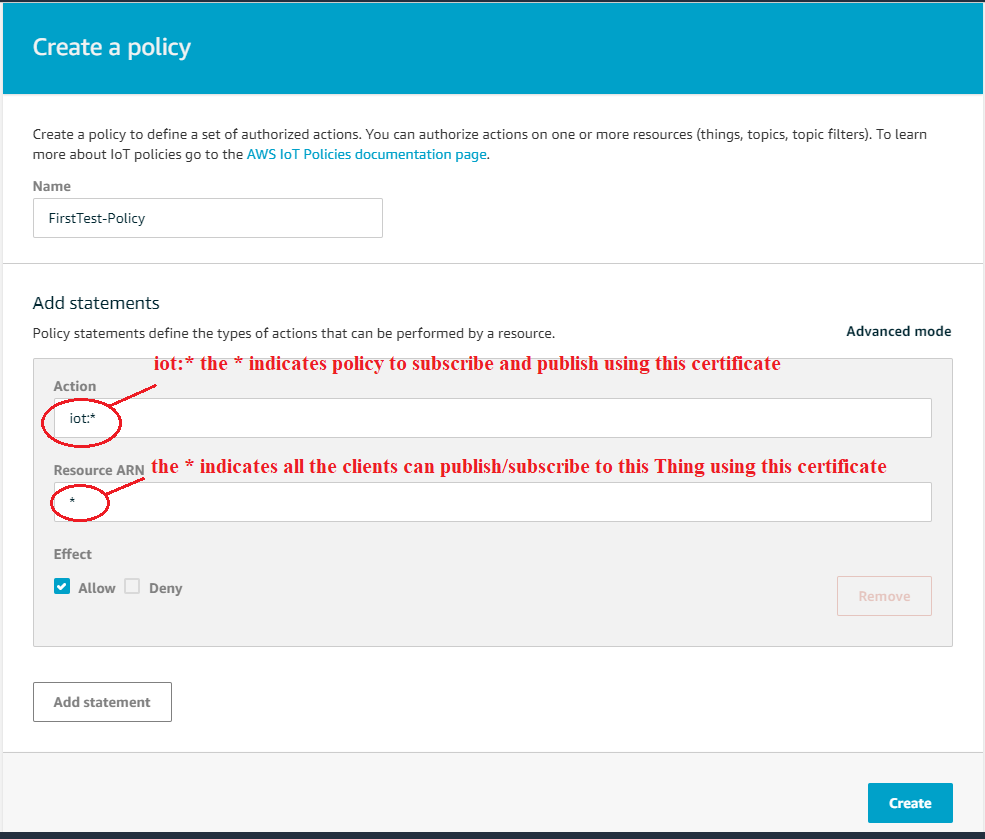 Create a policy
Create a policy to define a set of authorized actions. You can authorize actions on one or more resources (things, topics, topic filters). To learn
more about IoT policies go to the AWS IoT Policies documentation page.
Name
FirstTest-Policy
Add statements
Policy statements define the types of actions that can be performed by a resource.
Advanced mode
iot:* the * indicates policy to subscribe and publish using this certificate
Action
iot:*
Resource ARN the * indicates all the clients can publish/subscribe to this Thing using this certificate
*
Effect
Allow Deny
Remove
Add statement
Create